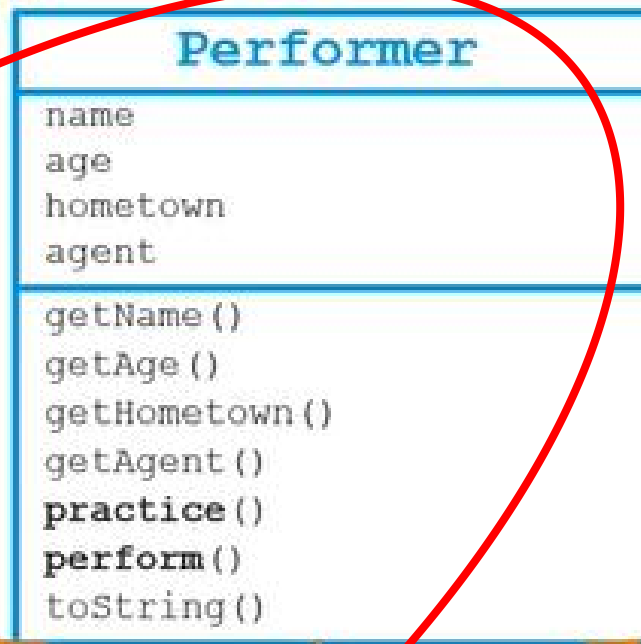 Performer
name
age
hometown
agent
getName()
getAge()
getHometown()
getAgent()
practice()
perform()
toString()